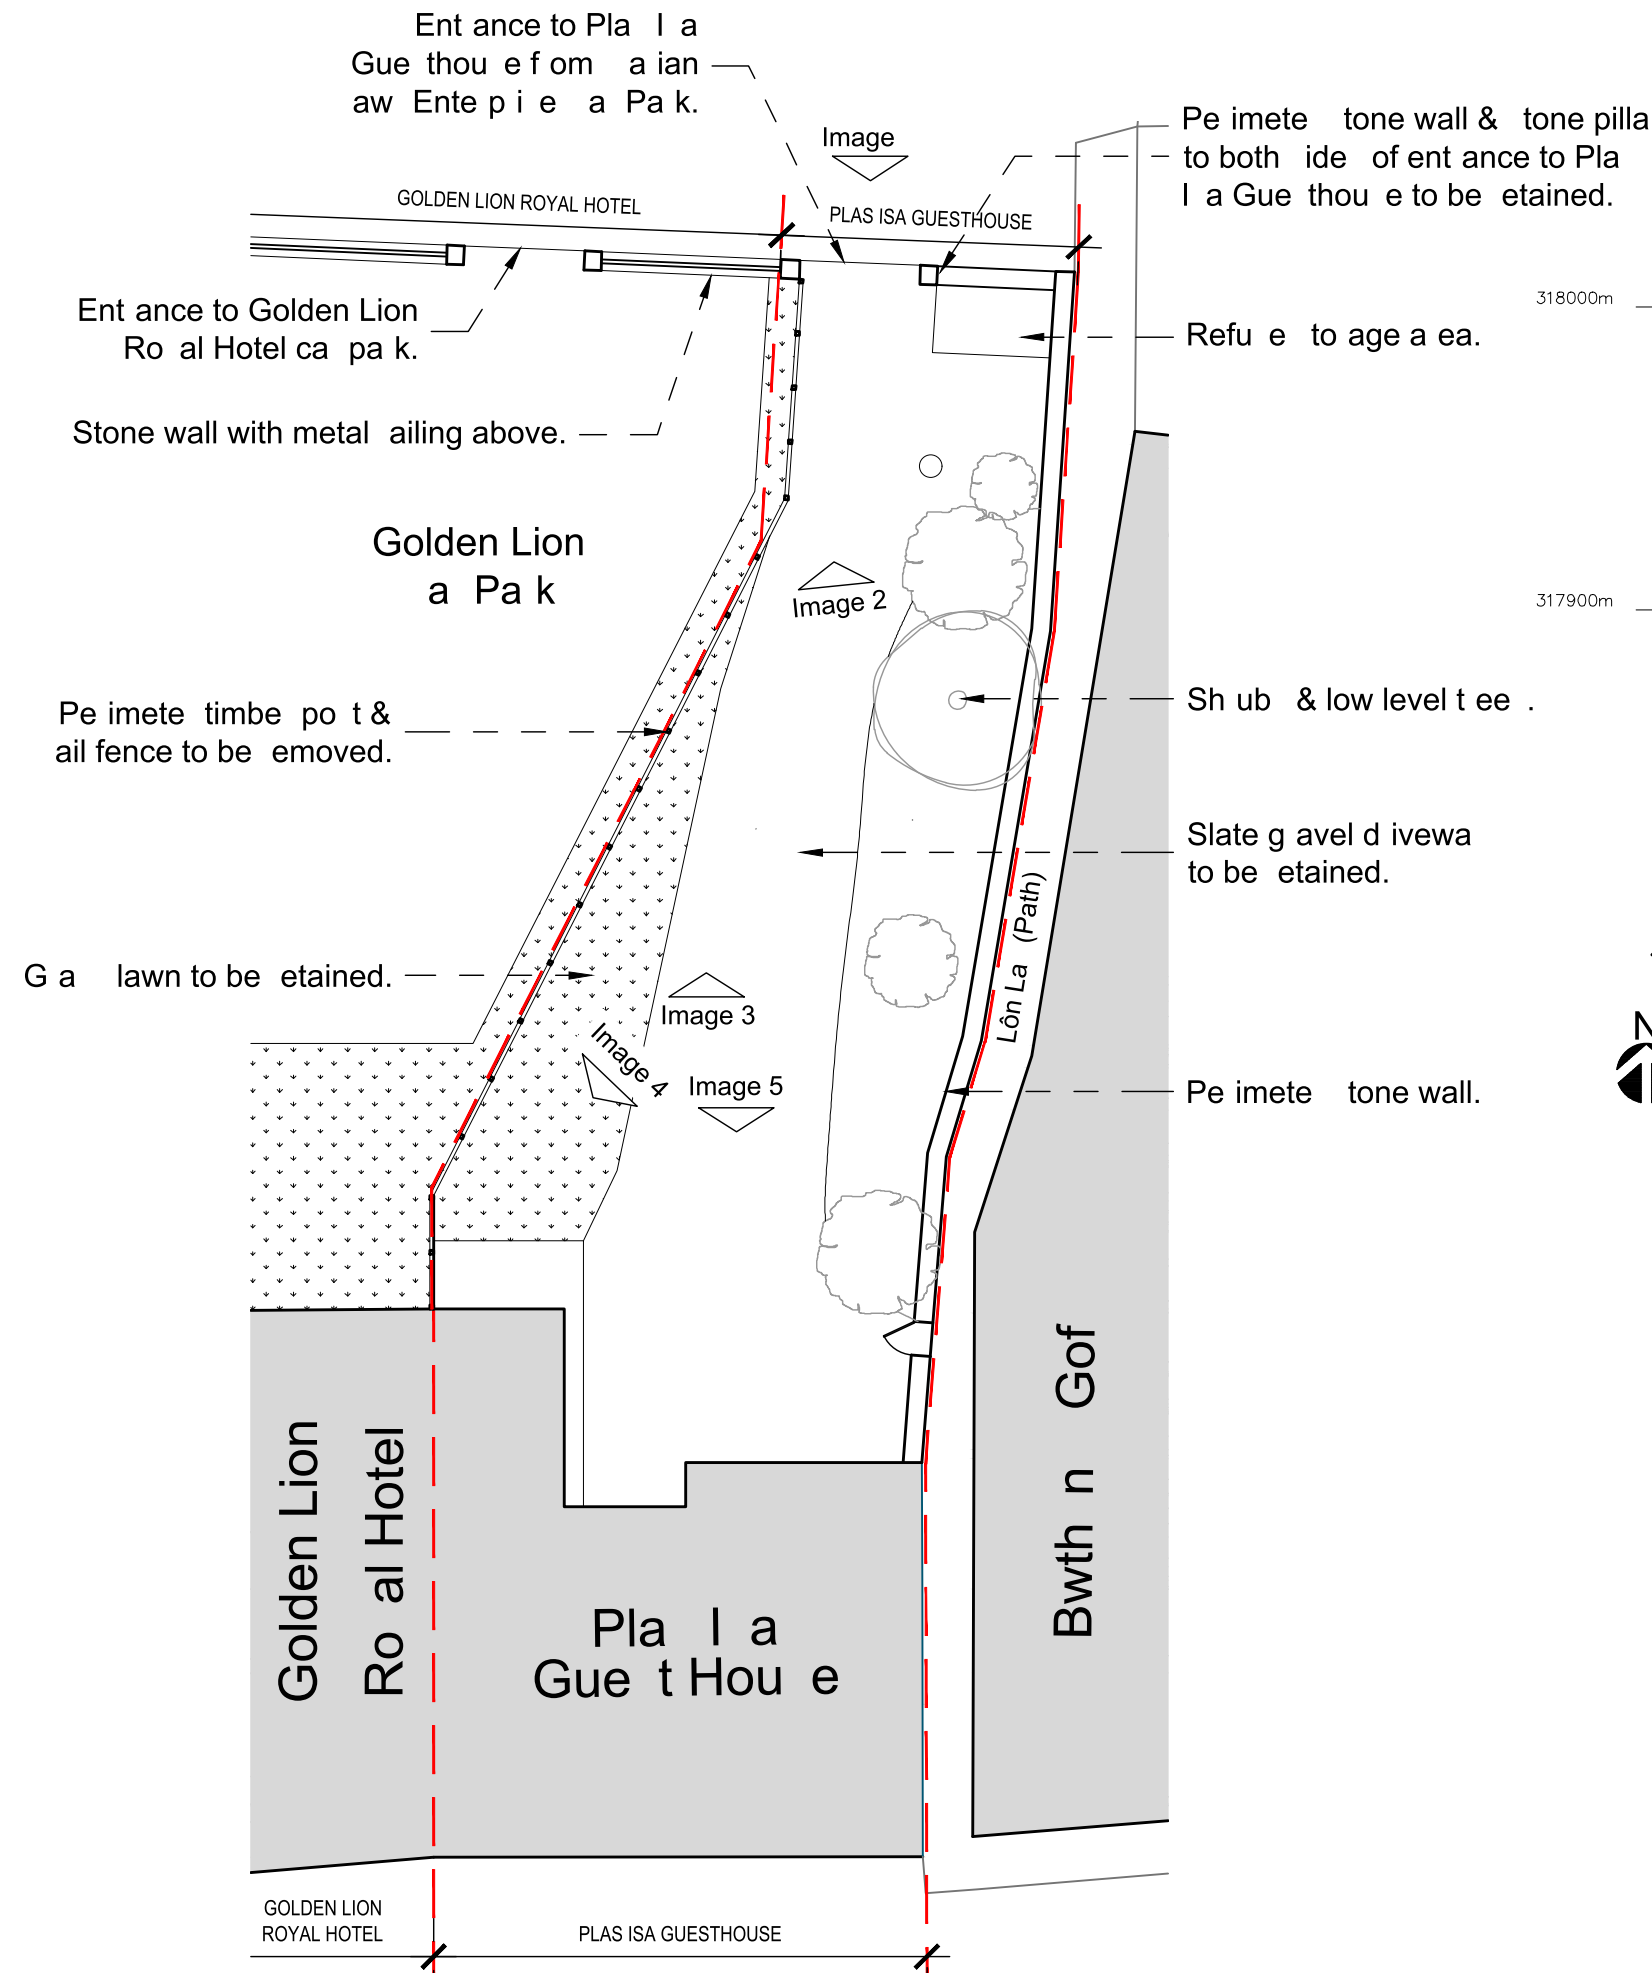 Ent ance to Pla   I a
Gue  thou  e f om    a ian
aw  Ente p i  e    a  Pa k.
Image
Pe imete    tone wall &   tone pilla
to both   ide   of ent ance to Pla
I  a Gue  thou  e to be  etained.
GOLDEN LION ROYAL HOTEL
PLAS ISA GUESTHOUSE
Ent ance to Golden Lion
Ro  al Hotel ca   pa k.
318000m
Refu  e   to age a ea.
Stone wall with metal  ailing above.
Golden Lion
a  Pa k
Image 2
317900m
Pe imete  timbe  po  t &
ail fence to be  emoved.
Sh ub   & low level t ee  .
Slate g avel d ivewa
to be  etained.
Lôn La   (Path)
G a    lawn to be  etained.
Image 3
Image 4
Image 5
N
Pe imete    tone wall.
Golden Lion
Ro  al Hotel
Bwth  n  Gof
Pla   I  a
Gue  t Hou  e
GOLDEN LION
ROYAL HOTEL
PLAS ISA GUESTHOUSE